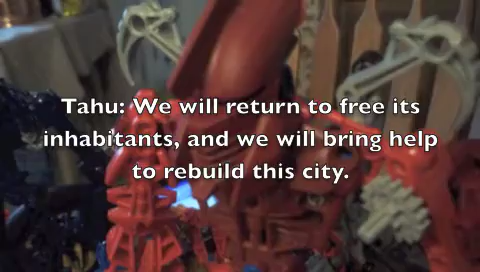 Tahu: We will return to free its
inhabitants, and we will bring help
to rebuild this city.